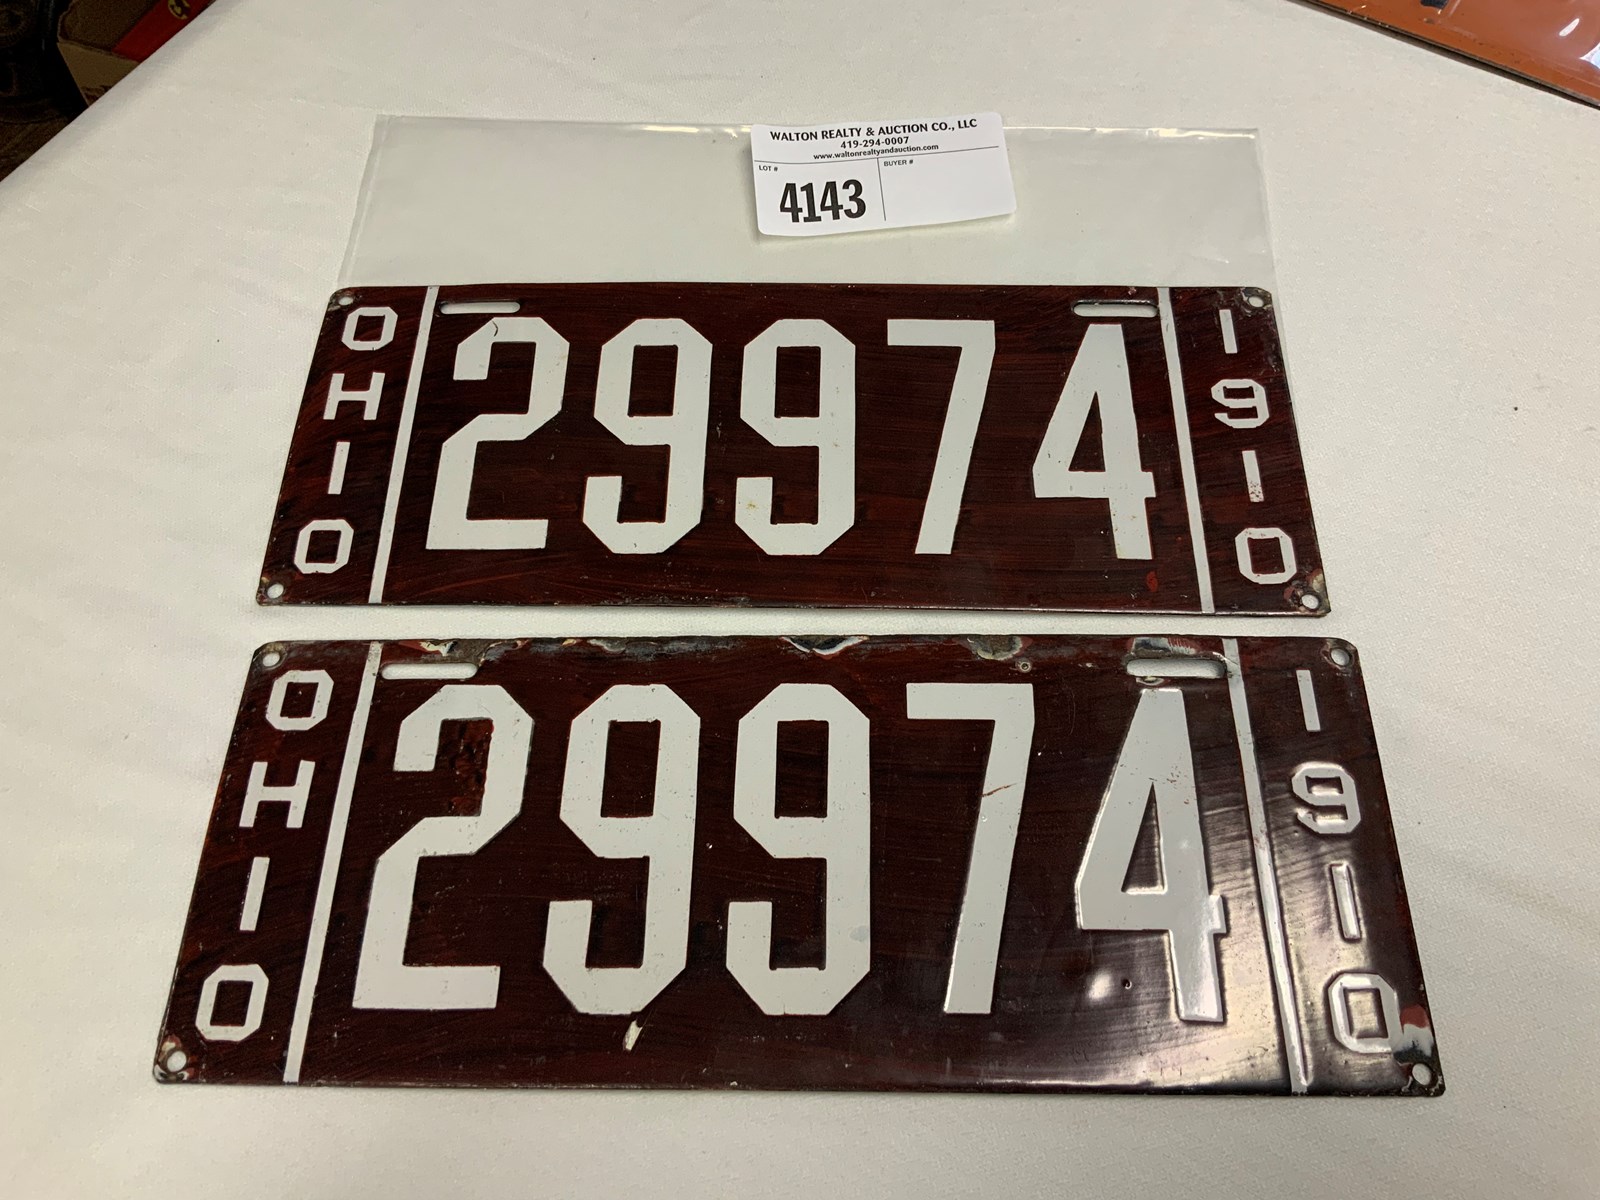 WALTON REALTY & AUCTION CO., LLC
419-294-0007
www.waltonrealtyandauction.com
LOT #
BUYER #
4143
OHIO
29974
1910
OHIO
29974
1910